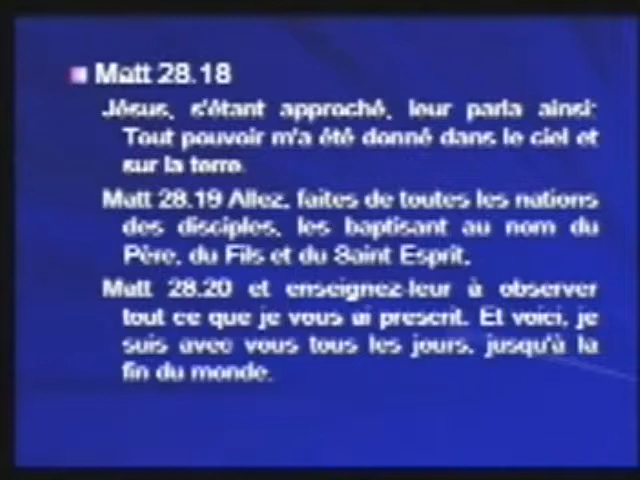 Matt 28.18
Jésus, s'étant approché, leur parla ainsi:
Tout pouvoir m'a été donné dans le ciel et
sur la terre.
Matt 28.19 Allez, faites de toutes les nations
des disciples, les baptisant au nom du
Père, du Fils et du Saint Esprit,
Matt 28.20 et enseignez-leur à observer
tout ce que je vous ai prescrit. Et voici, je
suis avec vous tous les jours, jusqu'à la
fin du monde.